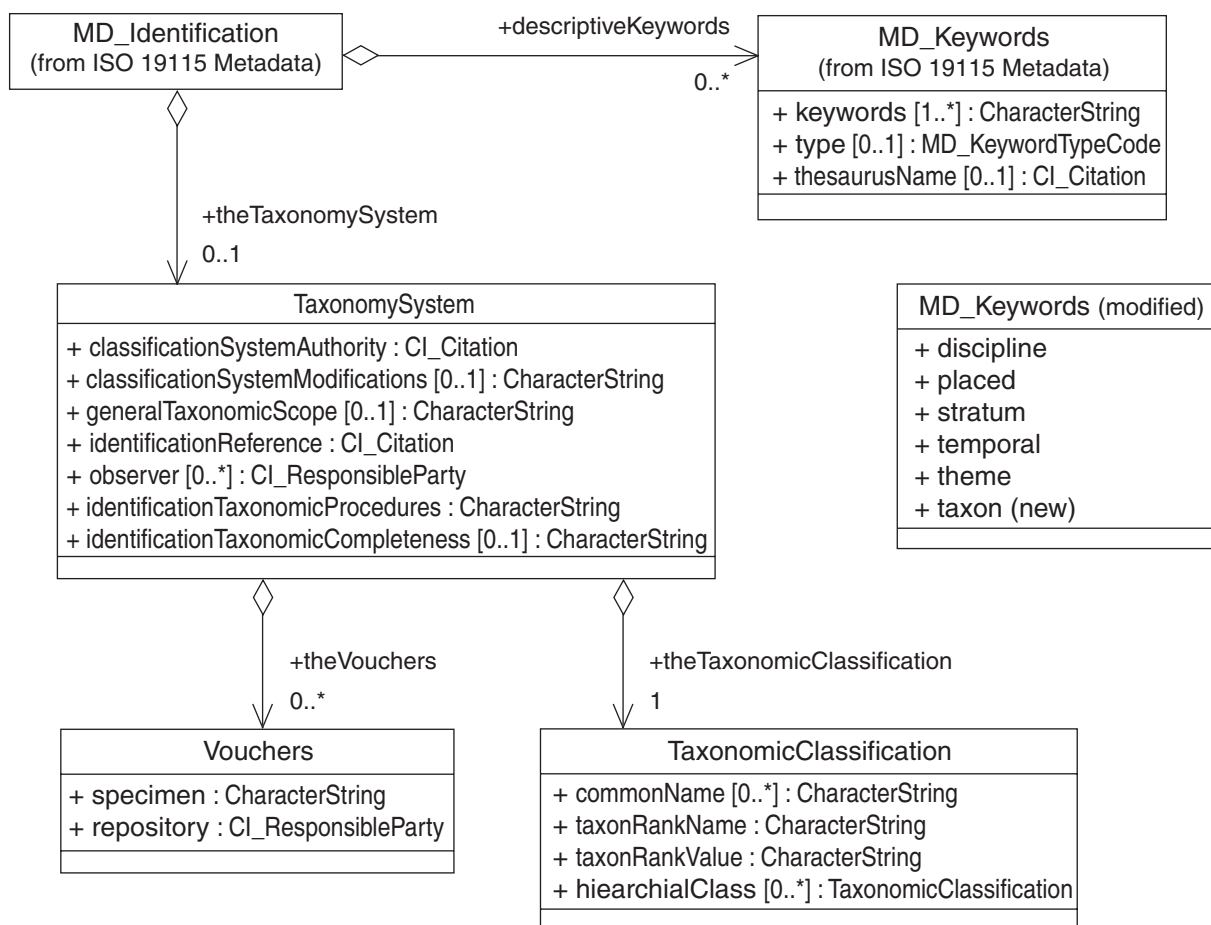 MD_Identification
(from ISO 19115 Metadata)
+descriptiveKeywords
0..*
MD_Keywords
(from ISO 19115 Metadata)
+ keywords [1..*] : CharacterString
+ type [0..1] : MD_KeywordTypeCode
+ thesaurusName [0..1] : CI_Citation
+theTaxonomySystem
0..1
TaxonomySystem
+ classificationSystemAuthority : CI_Citation
+ classificationSystemModifications [0..1] : CharacterString
+ generalTaxonomicScope [0..1] : CharacterString
+ identificationReference : CI_Citation
+ observer [0..*] : CI_ResponsibleParty
+ identificationTaxonomicProcedures : CharacterString
+ identificationTaxonomicCompleteness [0..1] : CharacterString
MD_Keywords (modified)
+ discipline
+ placed
+ stratum
+ temporal
+ theme
+ taxon (new)
+theVouchers
0..*
+theTaxonomicClassification
1
Vouchers
+ specimen : CharacterString
+ repository : CI_ResponsibleParty
TaxonomicClassification
+ commonName [0..*] : CharacterString
+ taxonRankName : CharacterString
+ taxonRankValue : CharacterString
+ hiearchialClass [0..*] : TaxonomicClassification